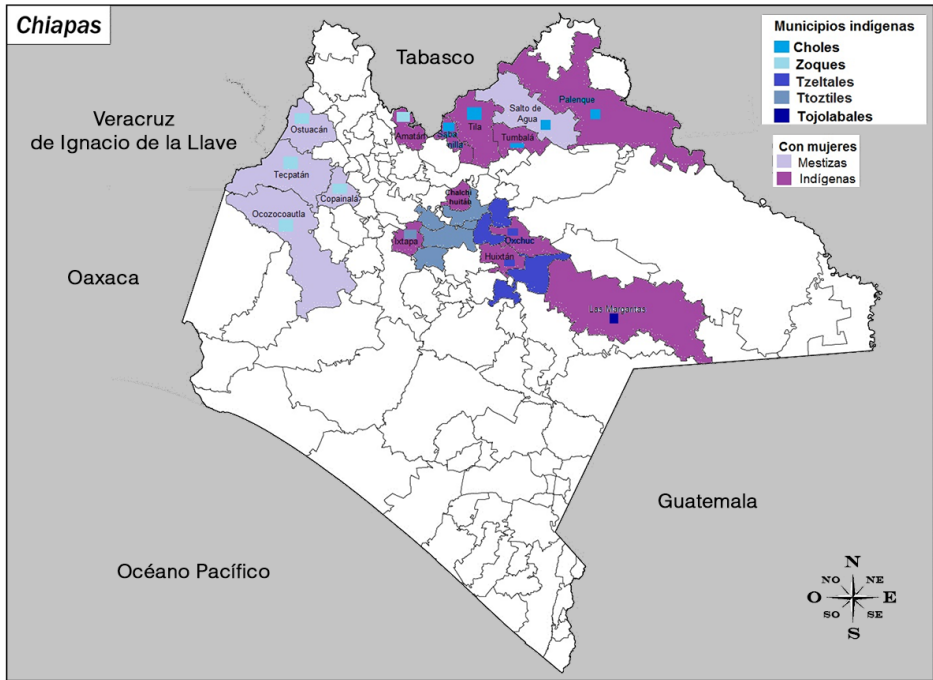 Chiapas
Tabasco
Veracruz
de Ignacio de la Llave
Oaxaca
Océano Pacífico
Guatemala
Municipios indígenas
Choles
Zoques
Tzeltales
Ttoztiles
Tojolabales
Con mujeres
Mestizas
Indígenas
Ostuacán
Tecpatán
Copainalá
Ocozocoautla
Amatán
Saba
nilla
Tila
Salto de
Agua
Palenque
Tumbalá
Chalchi
huitán
Ixtapa
Oxchuc
Huixtán
Las Margaritas
N
NO
NE
O
E
SO
SE
S